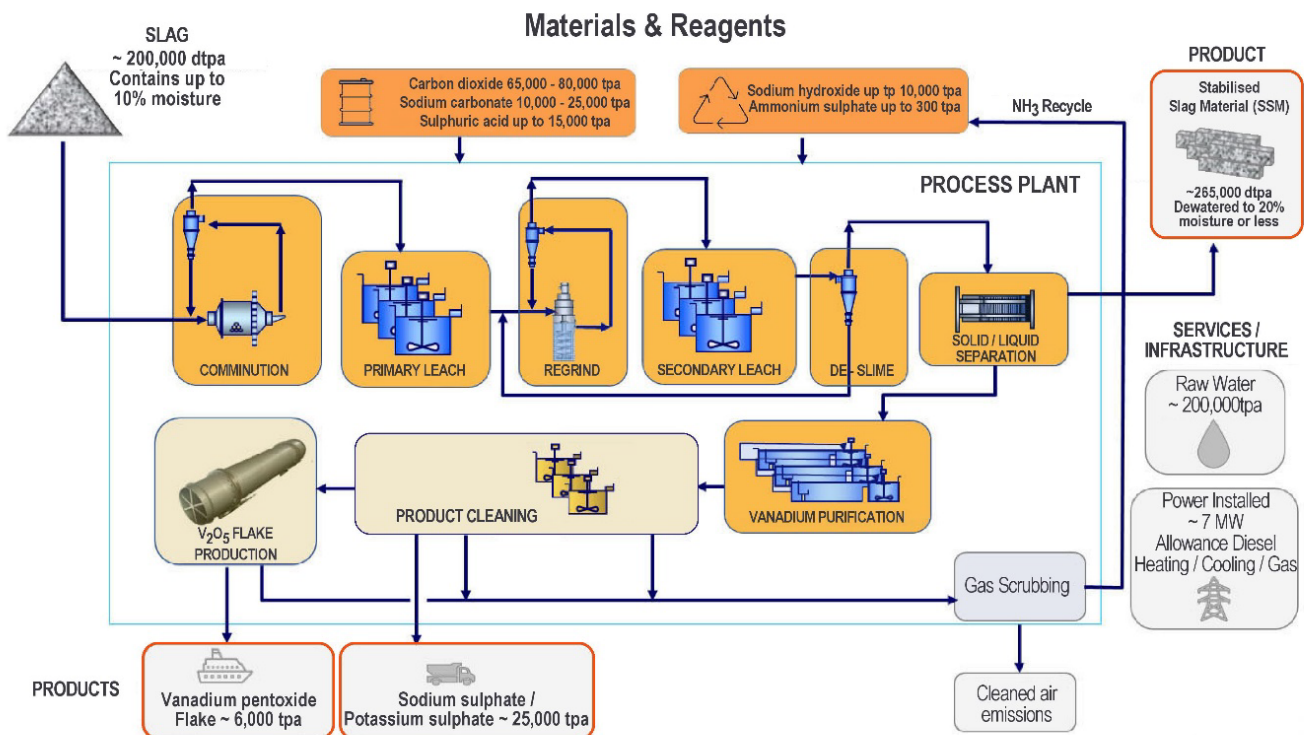 Materials & Reagents
SLAG
~ 200,000 dtpa
Contains up to
10% moisture
Carbon dioxide 65,000 - 80,000 tpa
Sodium carbonate 10,000 - 25,000 tpa
Sulphuric acid up to 15,000 tpa
Sodium hydroxide up tp 10,000 tpa
Ammonium sulphate up to 300 tpa
NH3 Recycle
PRODUCT
Stabilised
Slag Material (SSM)
~265,000 dtpa
Dewatered to 20%
moisture or less
PROCESS PLANT
COMMINUTION
PRIMARY LEACH
REGRIND
SECONDARY LEACH
DE - SLIME
SOLID / LIQUID
SEPARATION
SERVICES /
INFRASTRUCTURE
Raw Water
~ 200,000tpa
Power Installed
~ 7 MW
Allowance Diesel
Heating / Cooling / Gas
V2O5 FLAKE
PRODUCTION
PRODUCT CLEANING
VANADIUM PURIFICATION
Gas Scrubbing
PRODUCTS
Vanadium pentoxide
Flake ~ 6,000 tpa
Sodium sulphate /
Potassium sulphate ~ 25,000 tpa
Cleaned air
emissions